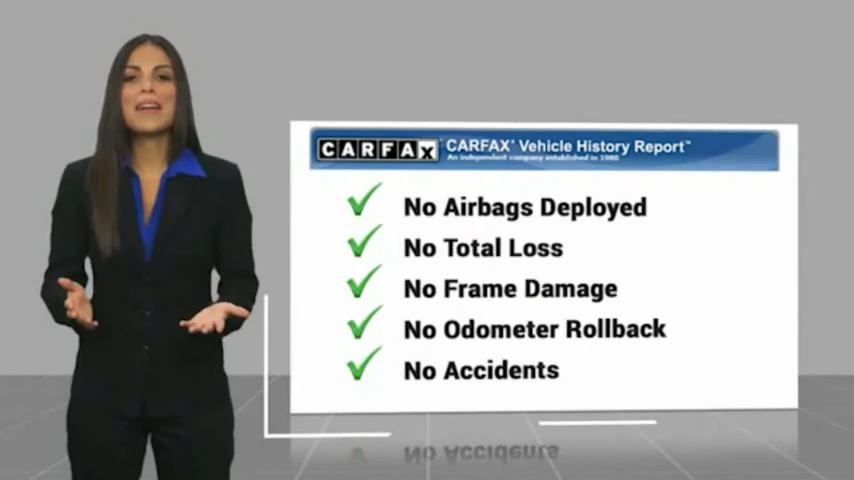 CARFAX
CARFAX® Vehicle History Report™
An independent company established in 1986
No Airbags Deployed
No Total Loss
No Frame Damage
No Odometer Rollback
No Accidents
No Accidents